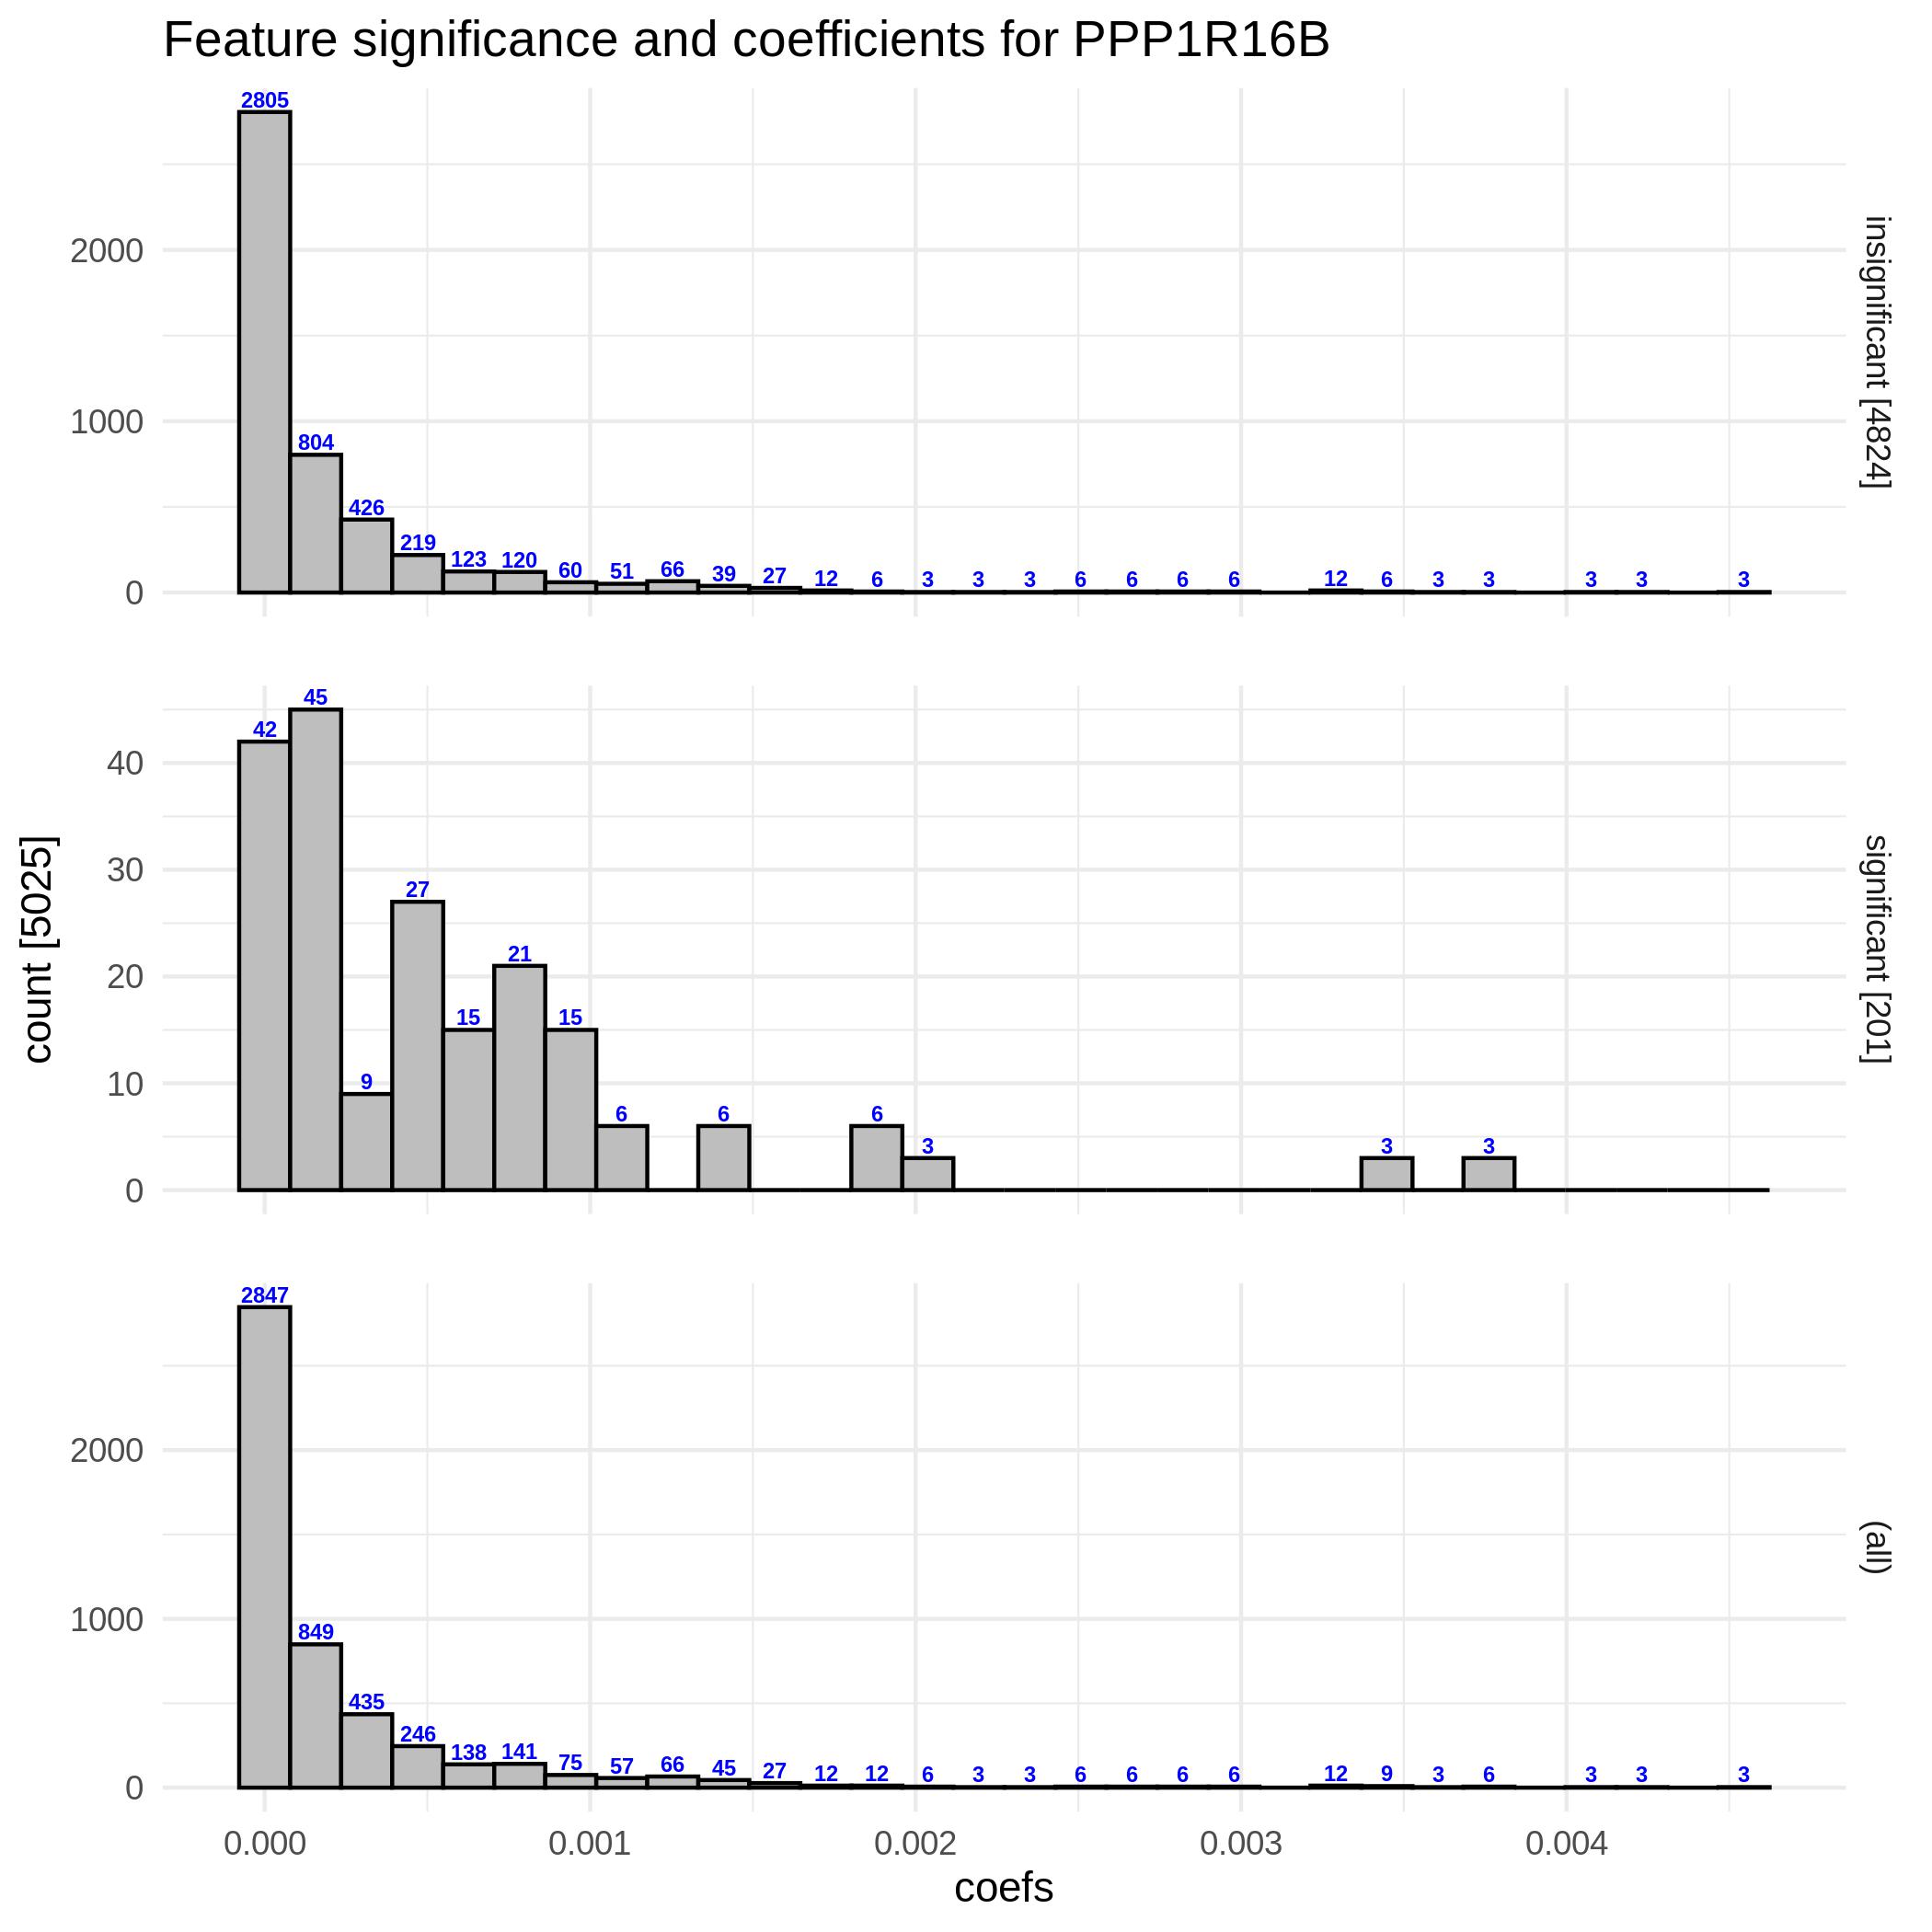 Feature significance and coefficients for PPP1R16B
count [5025]
2000
1000
0
2805 804 426 219 123 120 60 51 66 39 27 12 6 3 3 3 6 6 6 6 12 6 3 3 3 3 3
insignificant [4824]
40
30
20
10
0
42 45 9 27 15 21 15 6 6 6 3 3 3
significant [201]
2000
1000
0
2847 849 435 246 138 141 75 57 66 45 27 12 12 6 3 3 6 6 6 6 12 9 3 6 3 3 3
(all)
0.000 0.001 0.002 0.003 0.004
coefs